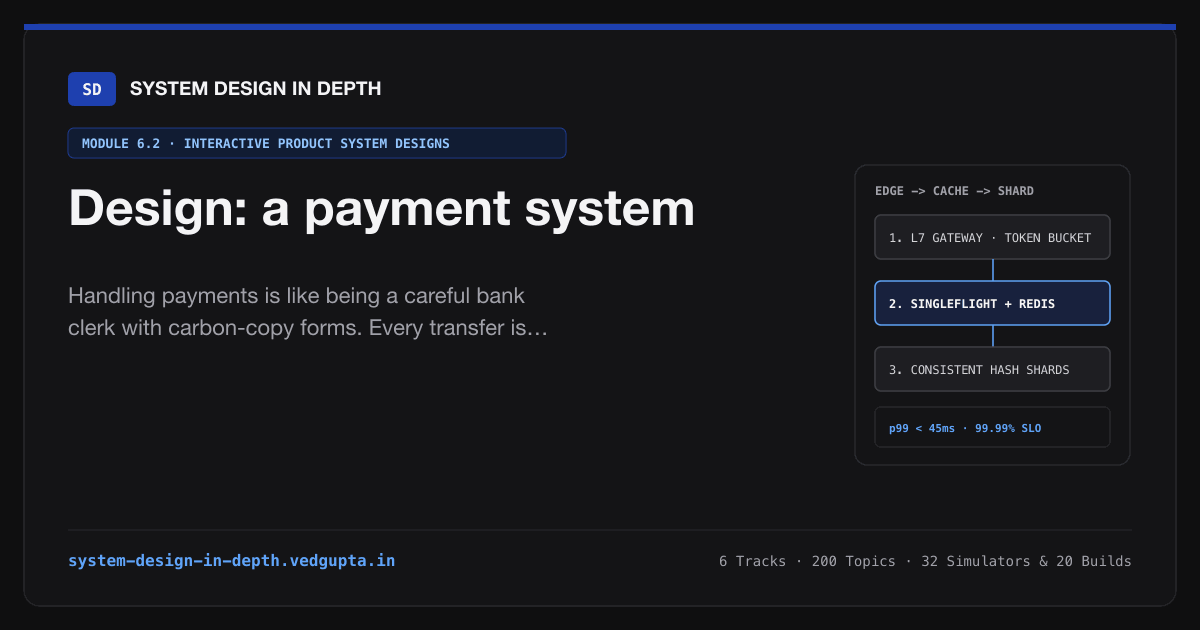 SD SYSTEM DESIGN IN DEPTH
MODULE 6.2 · INTERACTIVE PRODUCT SYSTEM DESIGNS
Design: a payment system
Handling payments is like being a careful bank
clerk with carbon-copy forms. Every transfer is…
EDGE —> CACHE —> SHARD
1. L7 GATEWAY · TOKEN BUCKET
2. SINGLEFLIGHT + REDIS
3. CONSISTENT HASH SHARDS
p99 < 45ms · 99.99% SLO
system-design-in-depth.vedgupta.in
6 Tracks · 200 Topics · 32 Simulators & 20 Builds